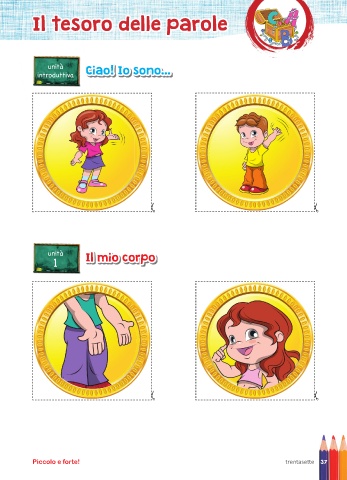 Il tesoro delle parole
unità
introduttiva
Ciao! Io sono...
unità
1
Il mio corpo
Piccolo e forte!
trentasette 37